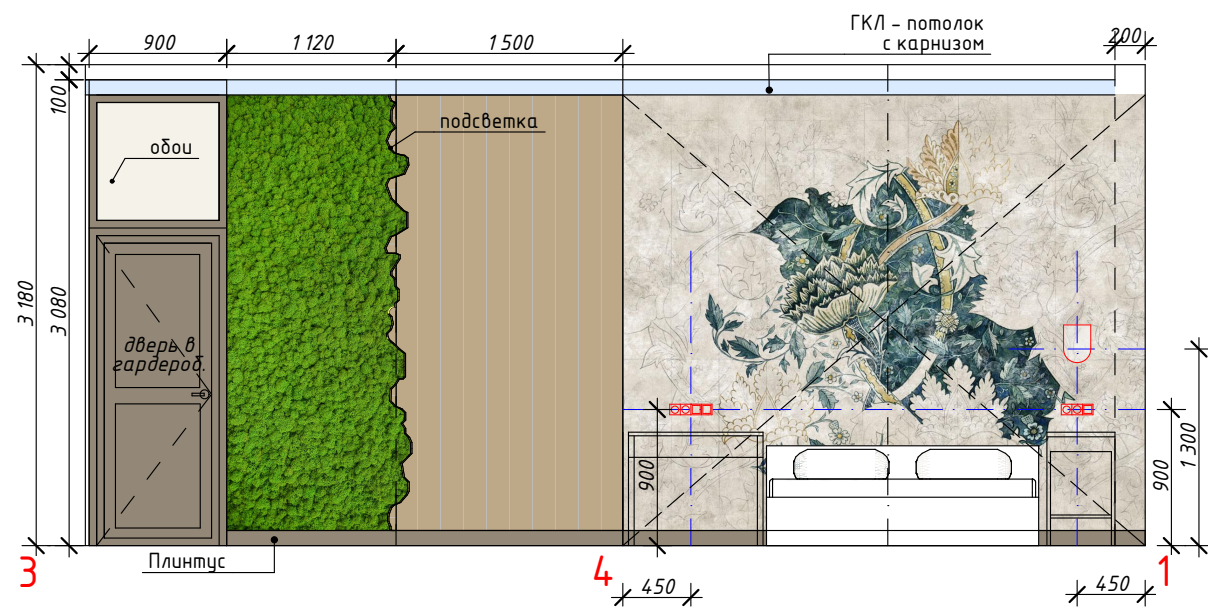 ГКЛ - потолок
с карнизом
900
1 120
1 500
200
100
подсветка
обои
3 180
3 080
дверь в
гардероб.
900
900
1 300
Плинтус
3
4
1
450
450